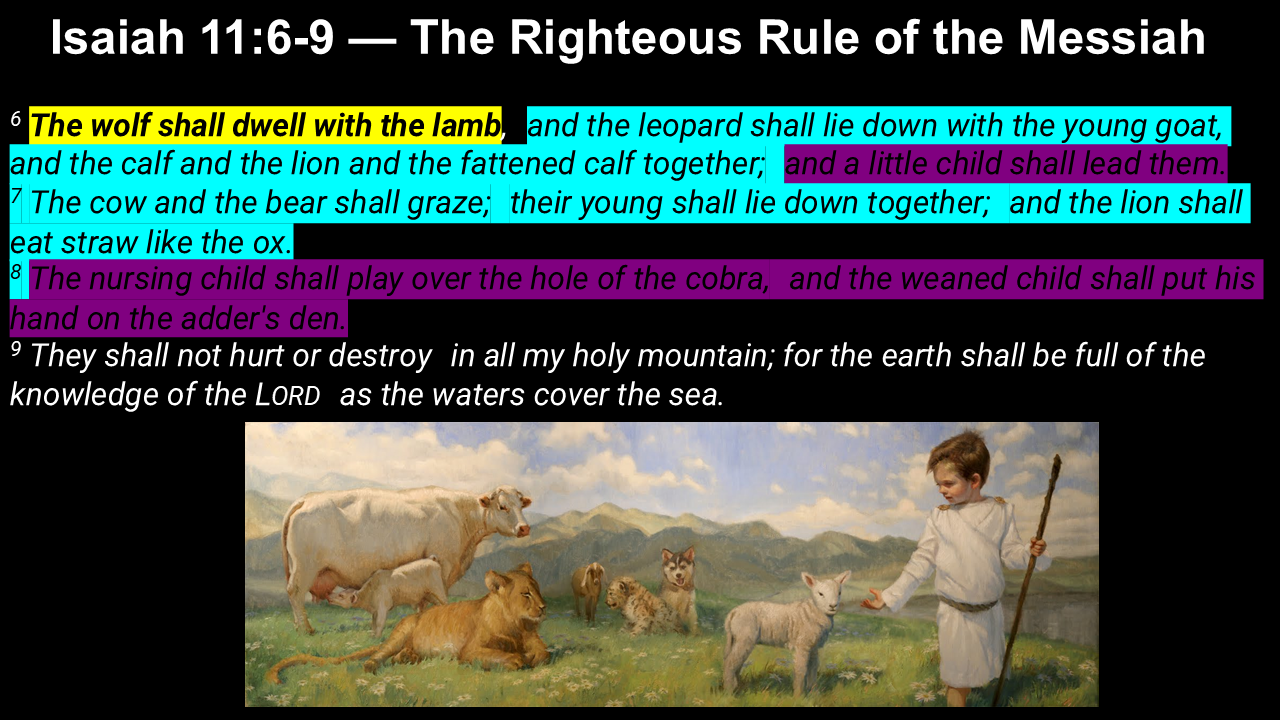 Isaiah 11:6-9 — The Righteous Rule of the Messiah
6 The wolf shall dwell with the lamb, and the leopard shall lie down with the young goat,
and the calf and the lion and the fattened calf together; and a little child shall lead them.
7 The cow and the bear shall graze; their young shall lie down together; and the lion shall
eat straw like the ox.
8 The nursing child shall play over the hole of the cobra, and the weaned child shall put his
hand on the adder's den.
9 They shall not hurt or destroy in all my holy mountain; for the earth shall be full of the
knowledge of the LORD as the waters cover the sea.